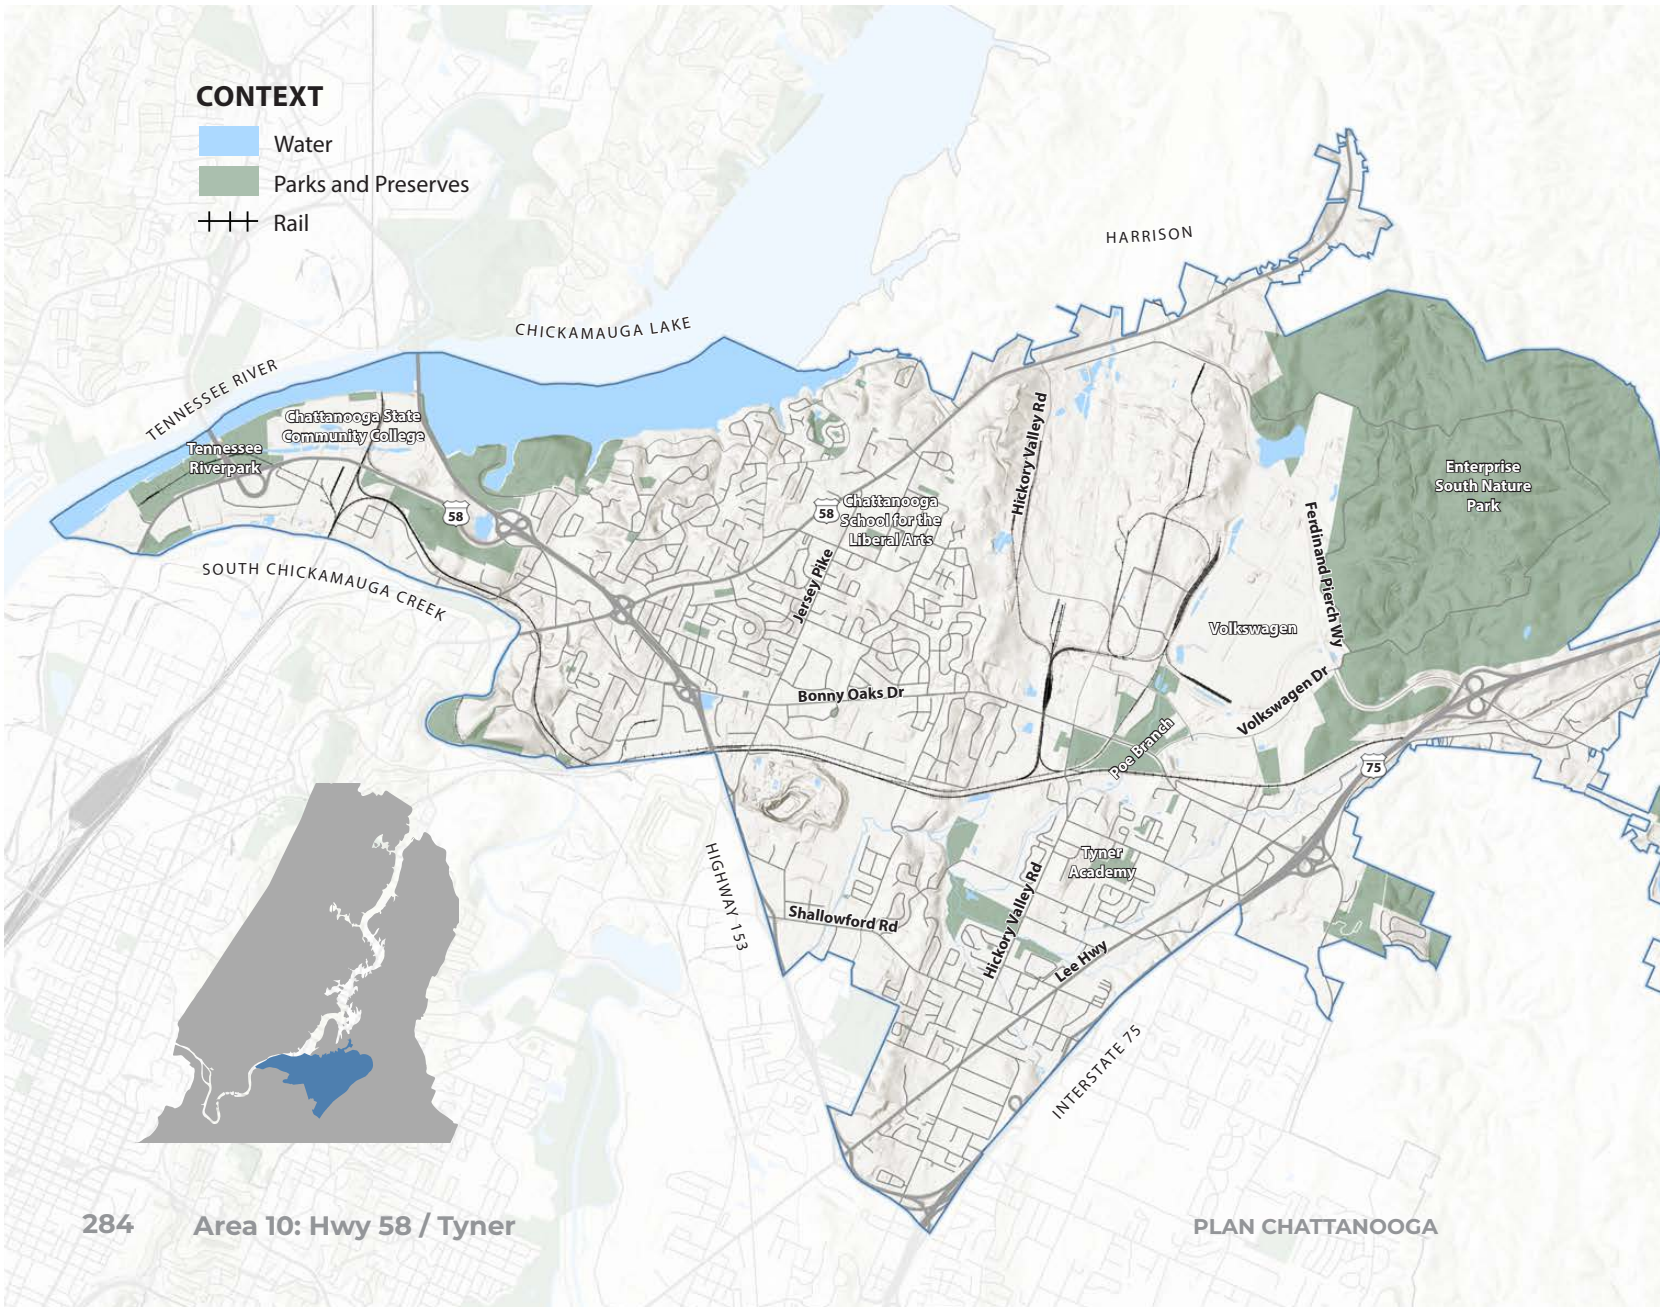 CONTEXT
Water
Parks and Preserves
Rail
HARRISON
CHICKAMAUGA LAKE
TENNESSEE RIVER
Chattanooga State
Community College
Tennessee
Riverpark
Hickory Valley Rd
Enterprise
South Nature
Park
58
58
Chattanooga
School for the
Liberal Arts
Jersey Pike
Ferdinand Pierch Wy
SOUTH CHICKAMAUGA CREEK
Volkswagen
Bonny Oaks Dr
Volkswagen Dr
Poe Branch
75
HIGHWAY 153
Tyner
Academy
Shallowford Rd
Hickory Valley Rd
Lee Hwy
INTERSTATE 75
284
Area 10: Hwy 58 / Tyner
PLAN CHATTANOOGA